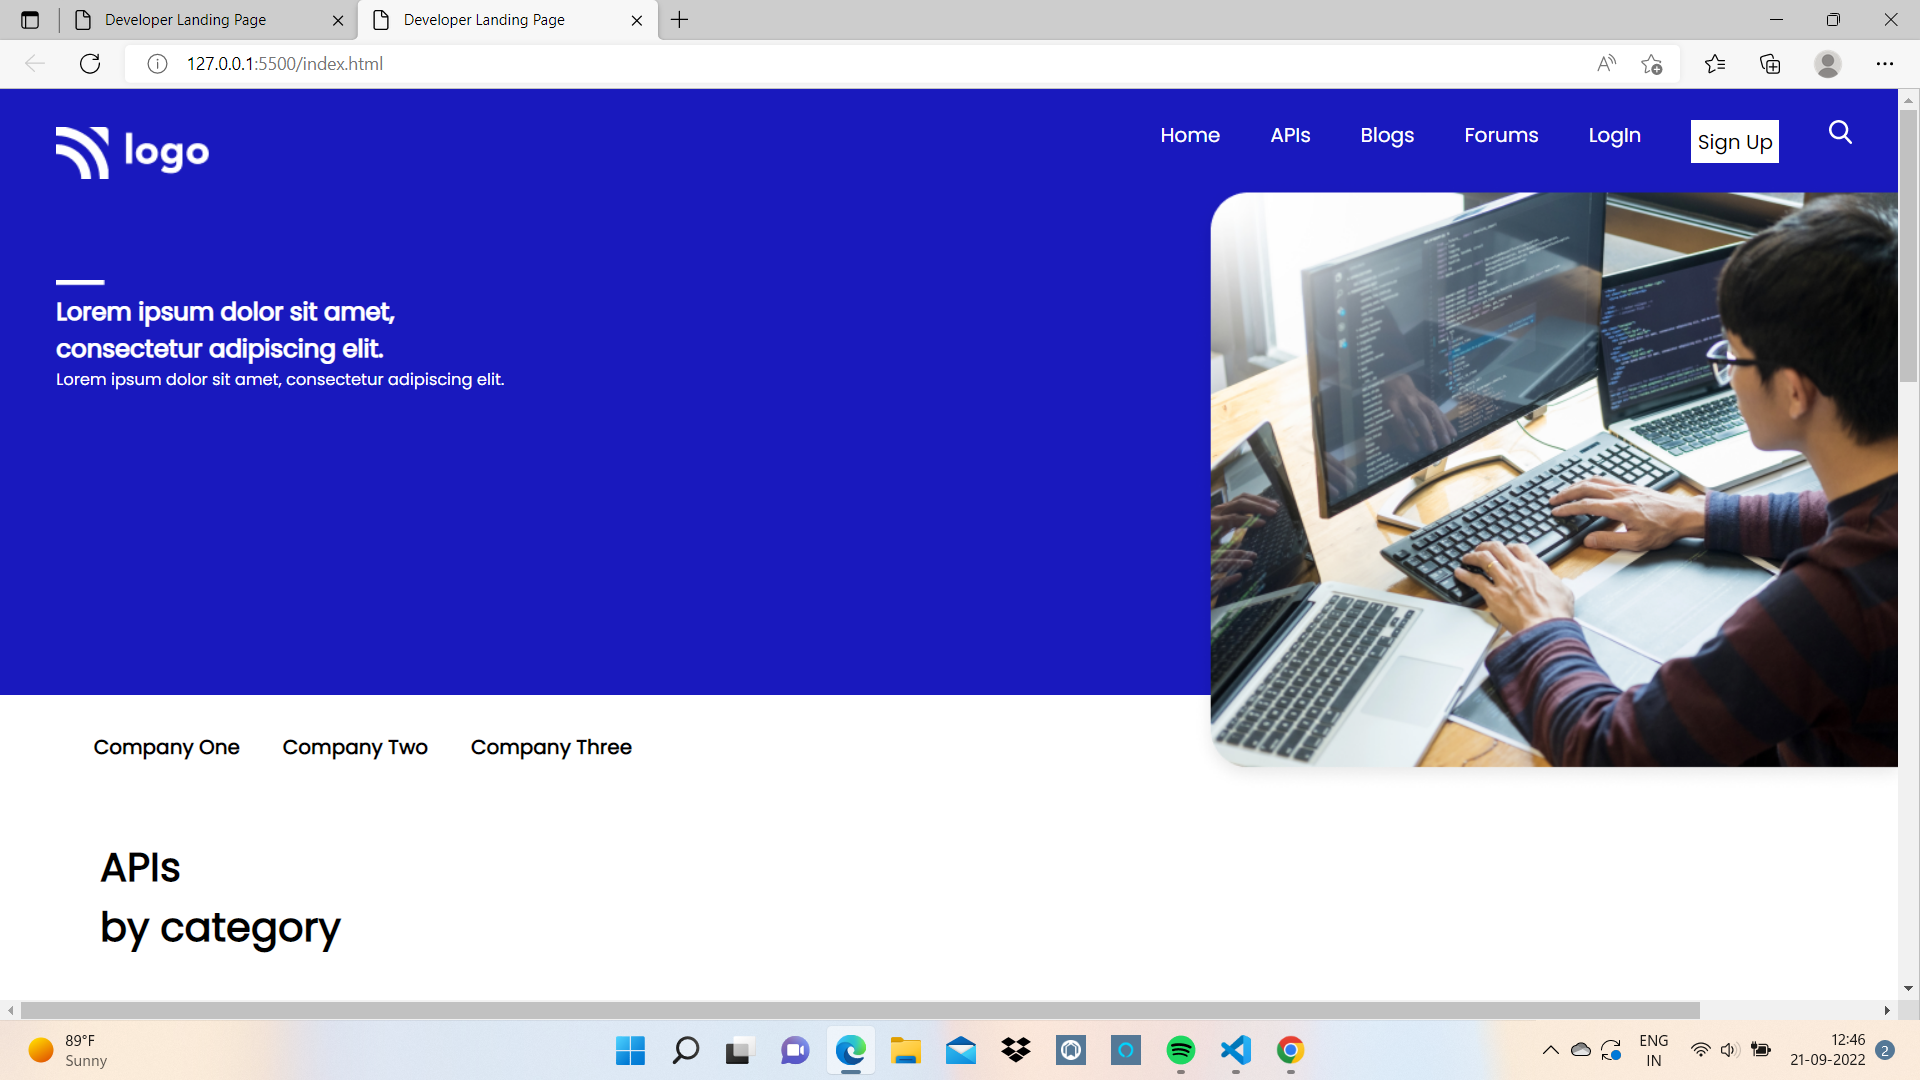 Developer Landing Page
Developer Landing Page
127.0.0.1:5500/index.html
logo
Home APIs Blogs Forums LogIn Sign Up
Lorem ipsum dolor sit amet,
consectetur adipiscing elit.
Lorem ipsum dolor sit amet, consectetur adipiscing elit.
Company One Company Two Company Three
APIs
by category
89°F
Sunny
ENG
IN
12:46
21-09-2022
2